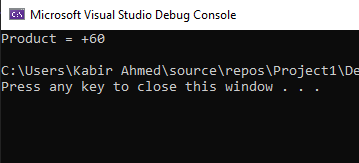 Microsoft Visual Studio Debug Console
Product = +60
C:\Users\Kabir Ahmed\source\repos\Project1\De
Press any key to close this window . . .